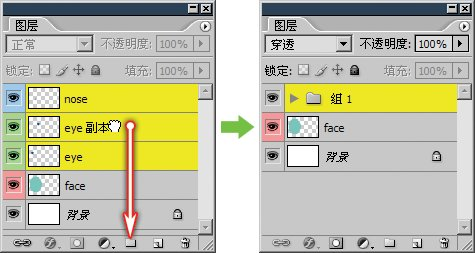 图层
正常
不透明度:
100%
锁定:
填充:
100%
nose
eye 副本
eye
face
背景
图层
穿透
不透明度:
100%
锁定:
填充:
100%
组 1
face
背景